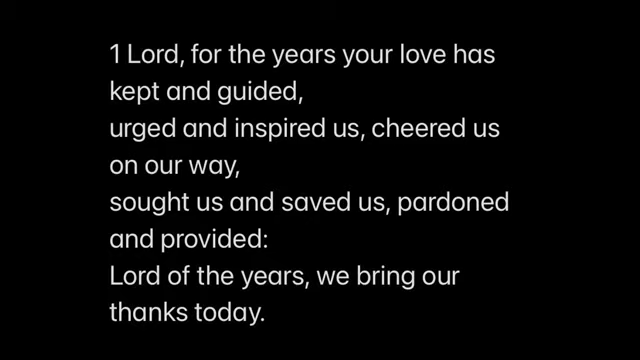 1 Lord, for the years your love has
kept and guided,
urged and inspired us, cheered us
on our way,
sought us and saved us, pardoned
and provided:
Lord of the years, we bring our
thanks today.